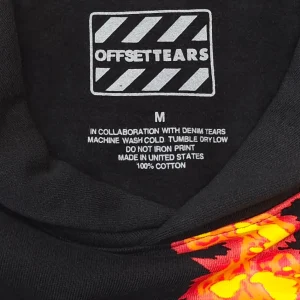 OFFSETTEARS
M
IN COLLABORATION WITH DENIM TEARS
MACHINE WASH COLD TUMBLE DRY LOW
DO NOT IRON PRINT
MADE IN UNITED STATES
100% COTTON